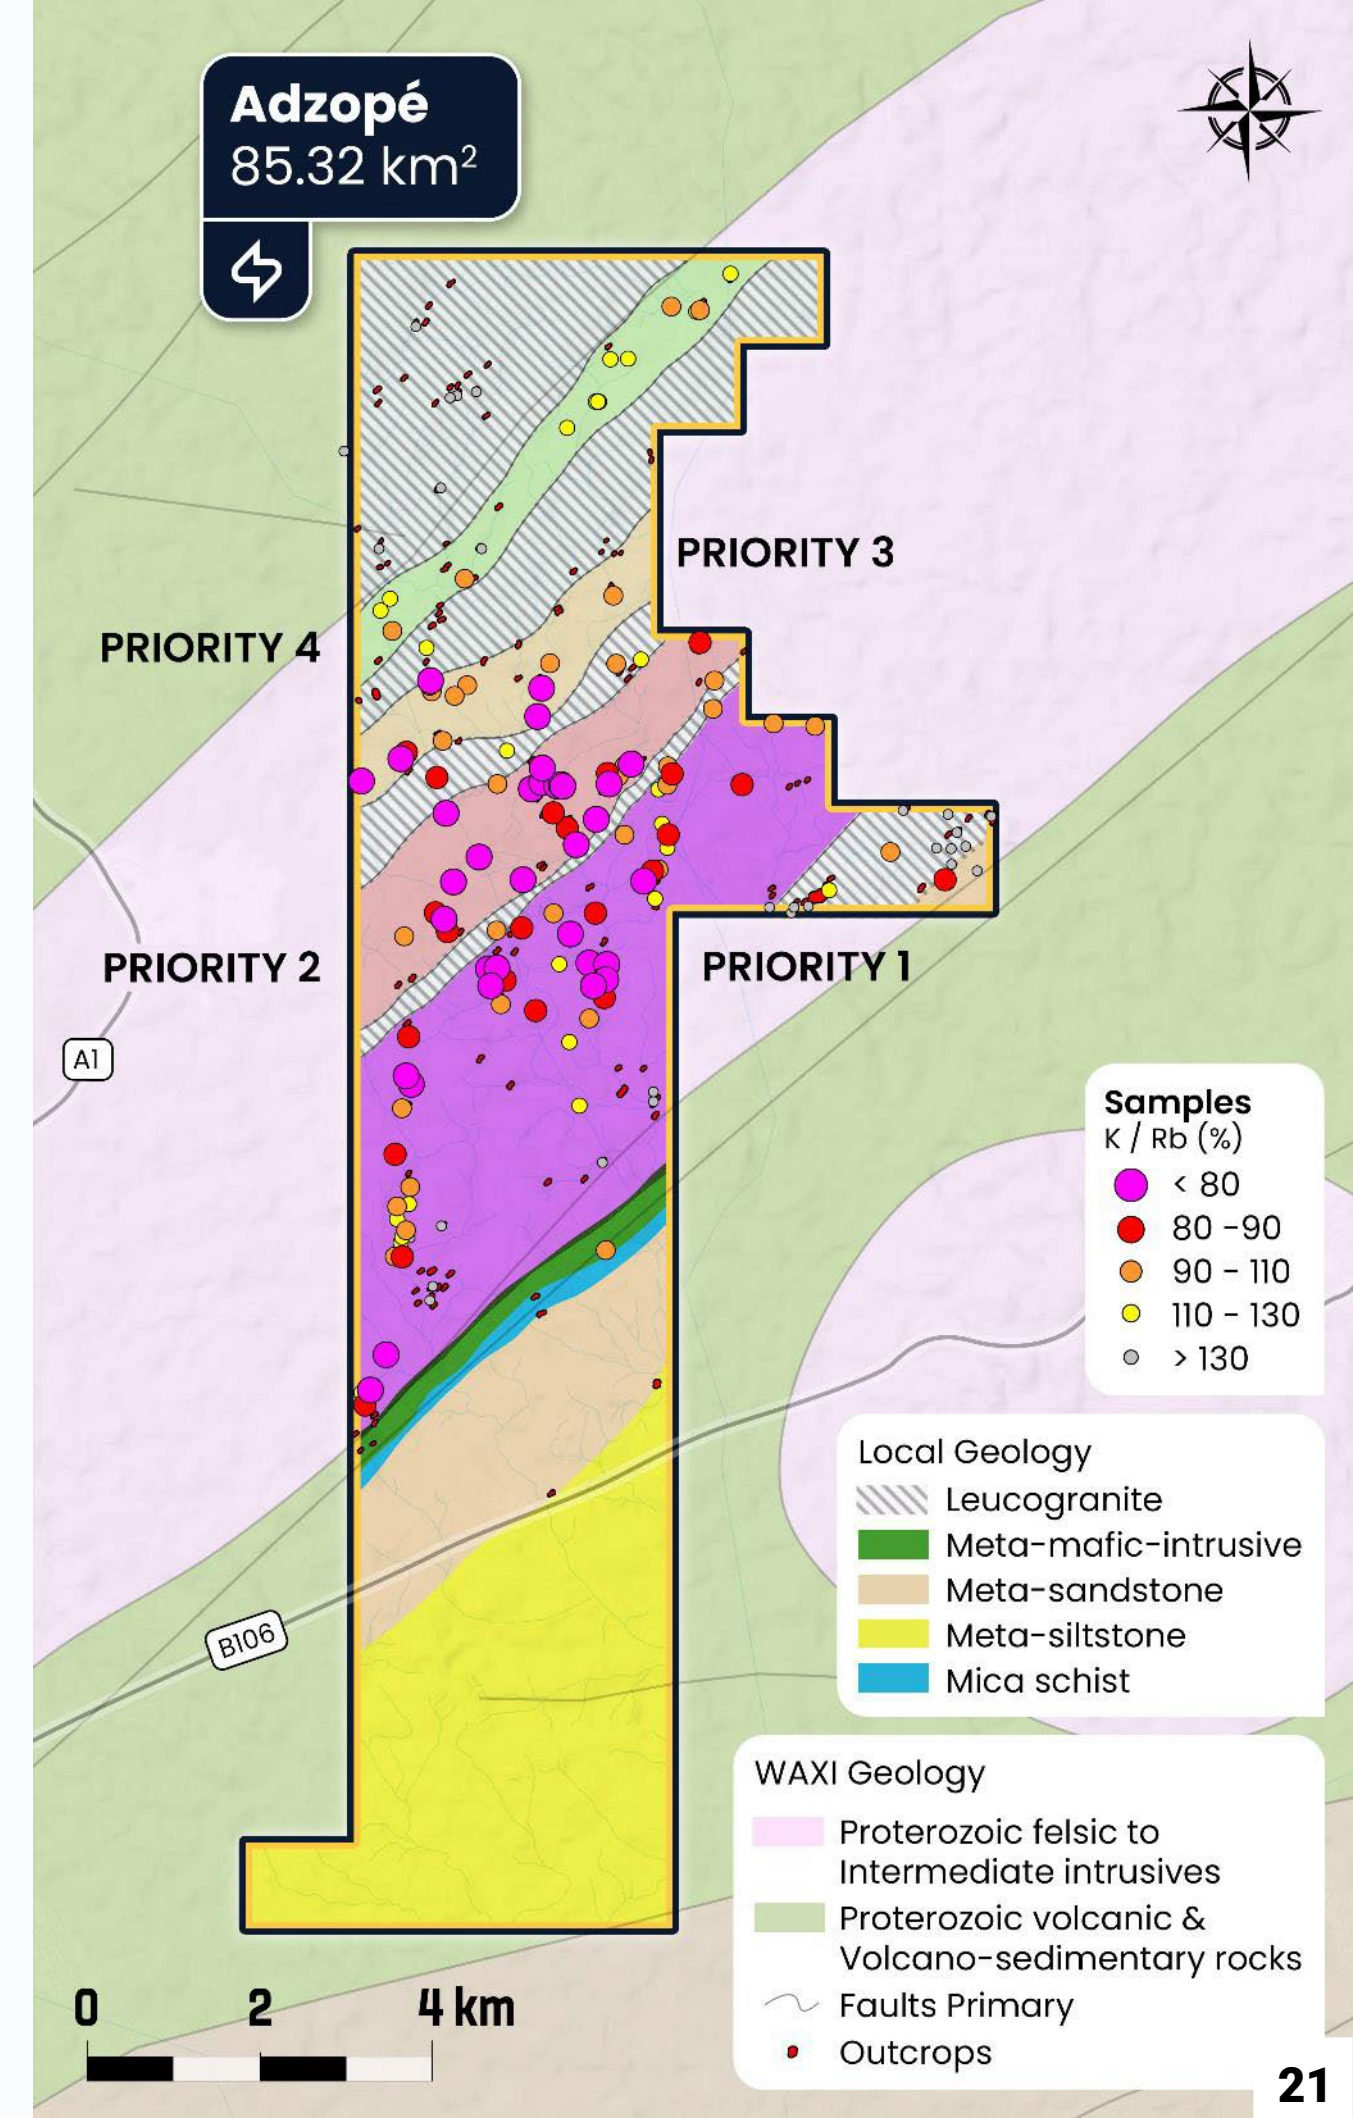 Adzopé
85.32 km²
PRIORITY 3
PRIORITY 4
PRIORITY 2
PRIORITY 1
A1
B106
Samples
K / Rb (%)
< 80
80 -90
90 - 110
110 - 130
> 130
Local Geology
Leucogranite
Meta-mafic-intrusive
Meta-sandstone
Meta-siltstone
Mica schist
WAXI Geology
Proterozoic felsic to
Intermediate intrusives
Proterozoic volcanic &
Volcano-sedimentary rocks
Faults Primary
Outcrops
0 2 4 km
21